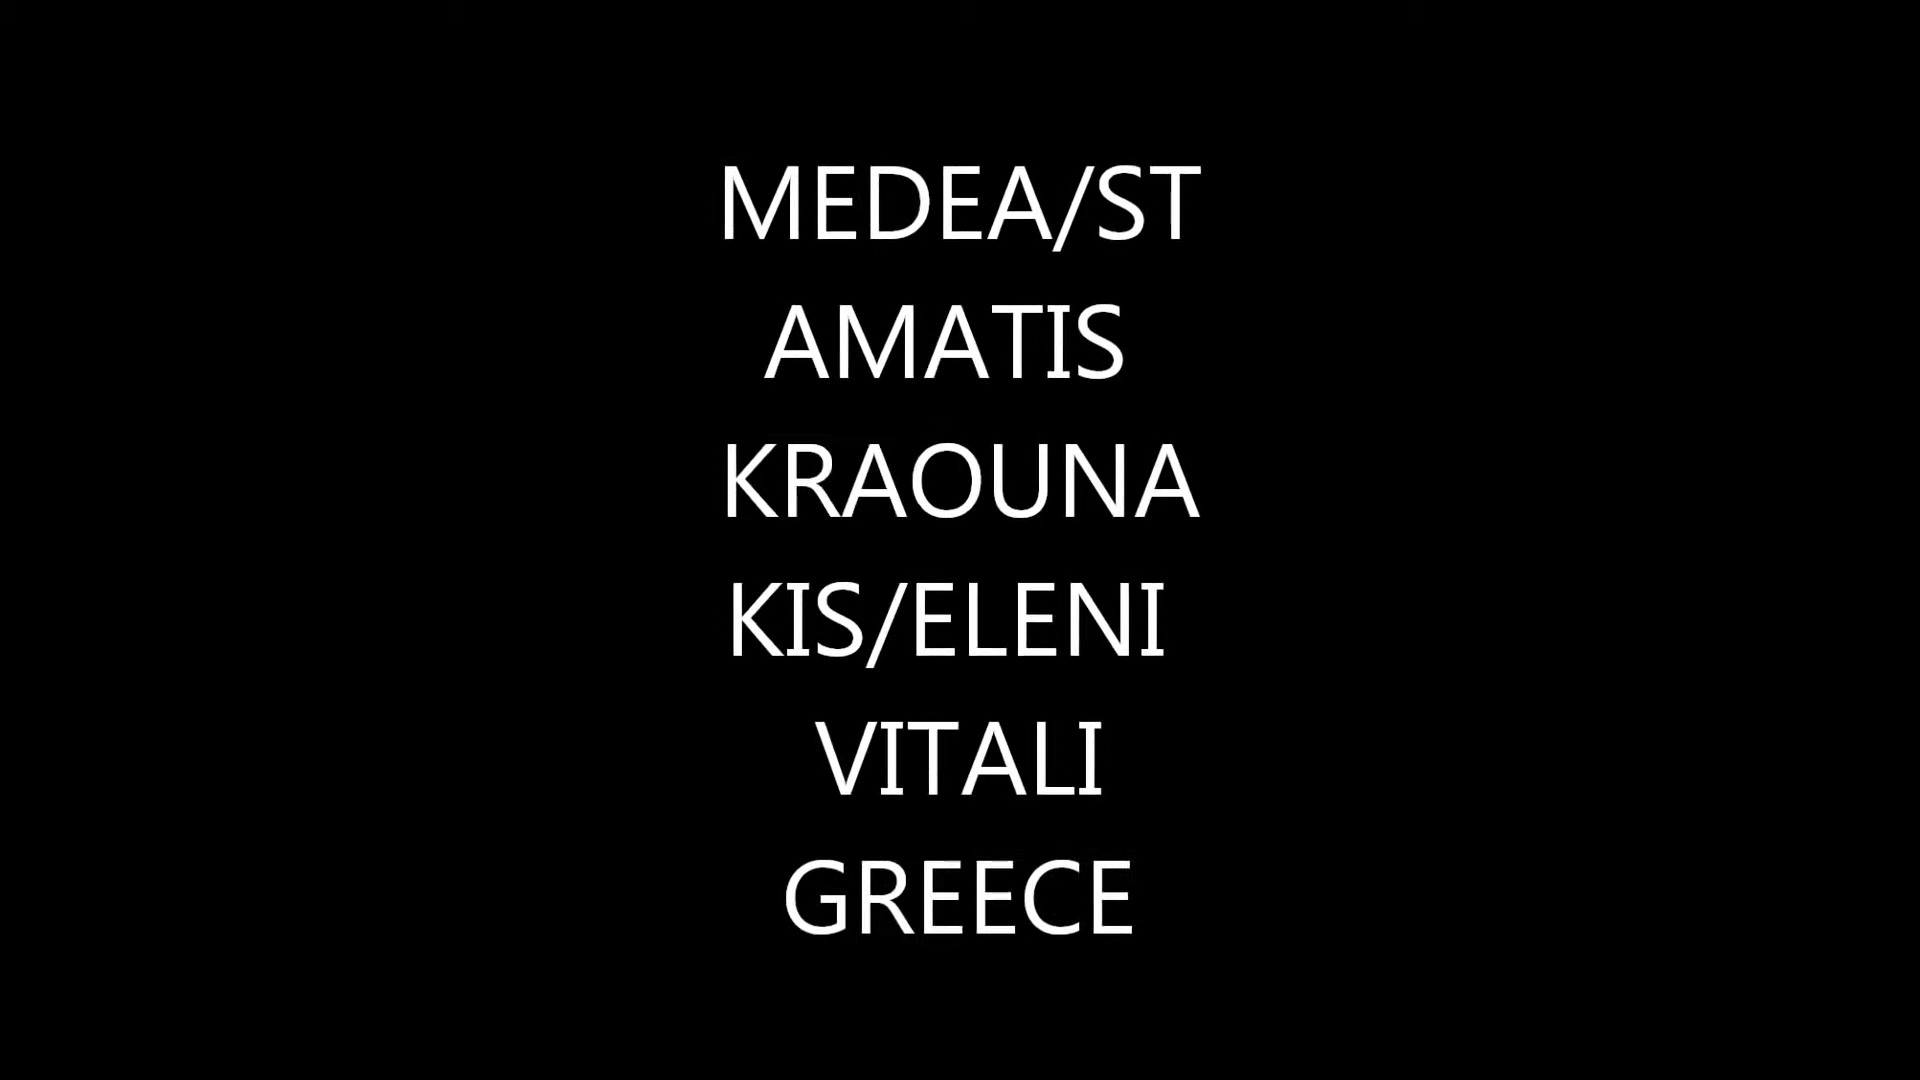 MEDEA/ST
AMATIS
KRAOUNA
KIS/ELENI
VITALI
GREECE